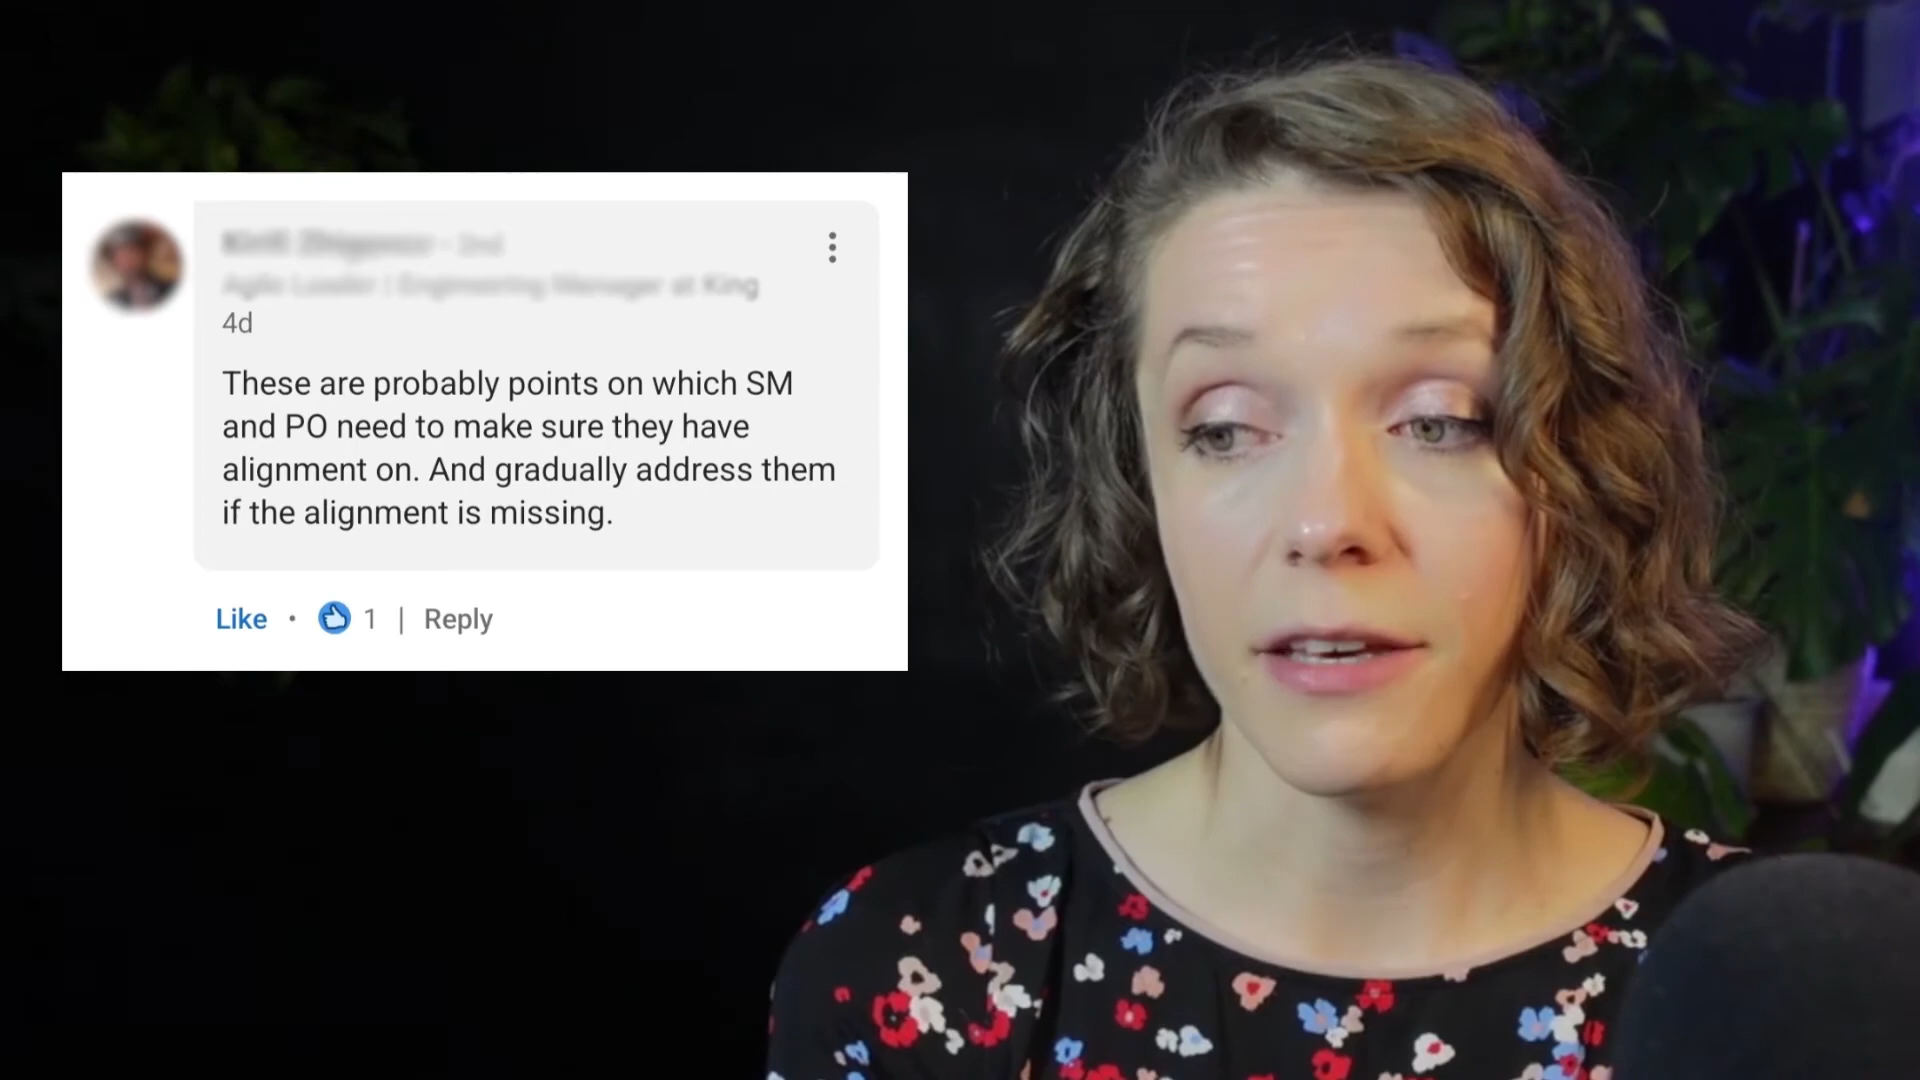 King
4d
These are probably points on which SM
and PO need to make sure they have
alignment on. And gradually address them
if the alignment is missing.
Like • 1 | Reply